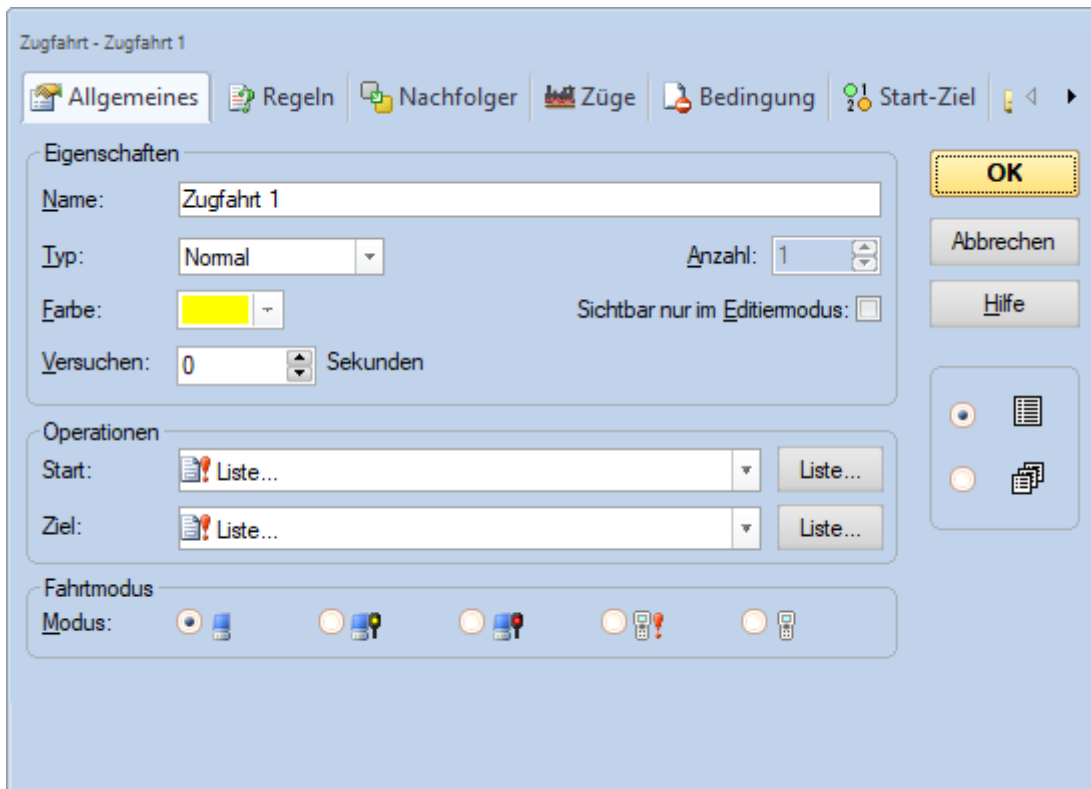 Zugfahrt - Zugfahrt 1
Allgemeines Regeln Nachfolger Züge Bedingung Start-Ziel
Eigenschaften
Name: Zugfahrt 1
Typ: Normal Anzahl: 1
Farbe: Sichtbar nur im Editiermodus:
Versuchen: 0 Sekunden
OK
Abbrechen
Hilfe
Operationen
Start: Liste... Liste...
Ziel: Liste... Liste...
Fahrtmodus
Modus: